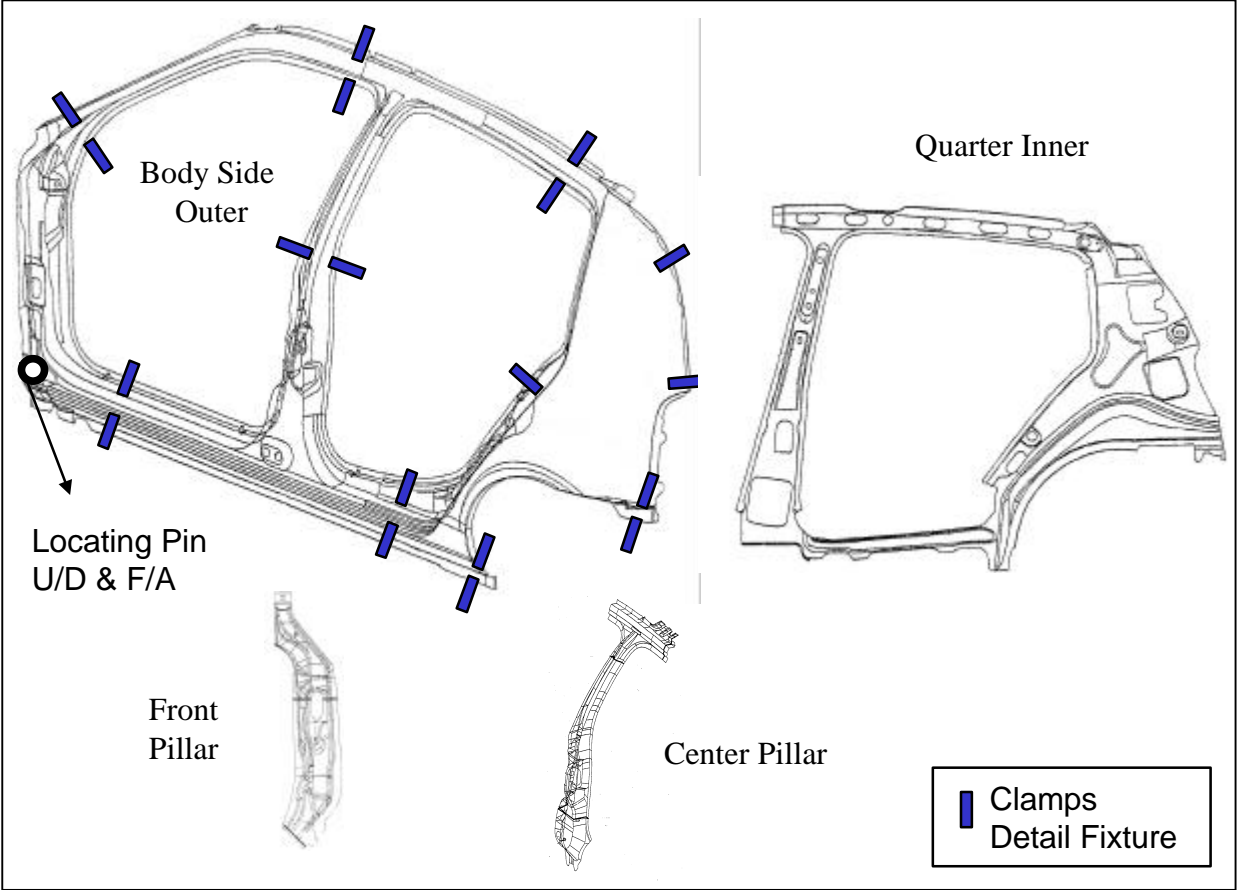 Body Side
Outer
Quarter Inner
Locating Pin
U/D & F/A
Front
Pillar
Center Pillar
Clamps
Detail Fixture